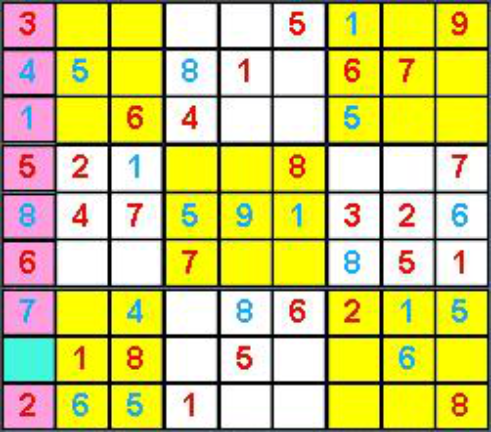 3 5 1 9
4 5 8 1 6 7
1 6 4 5
5 2 1 8 7
8 4 7 5 9 1 3 2 6
6 7 8 5 1
7 4 8 6 2 1 5
1 8 5 6
2 6 5 1 8